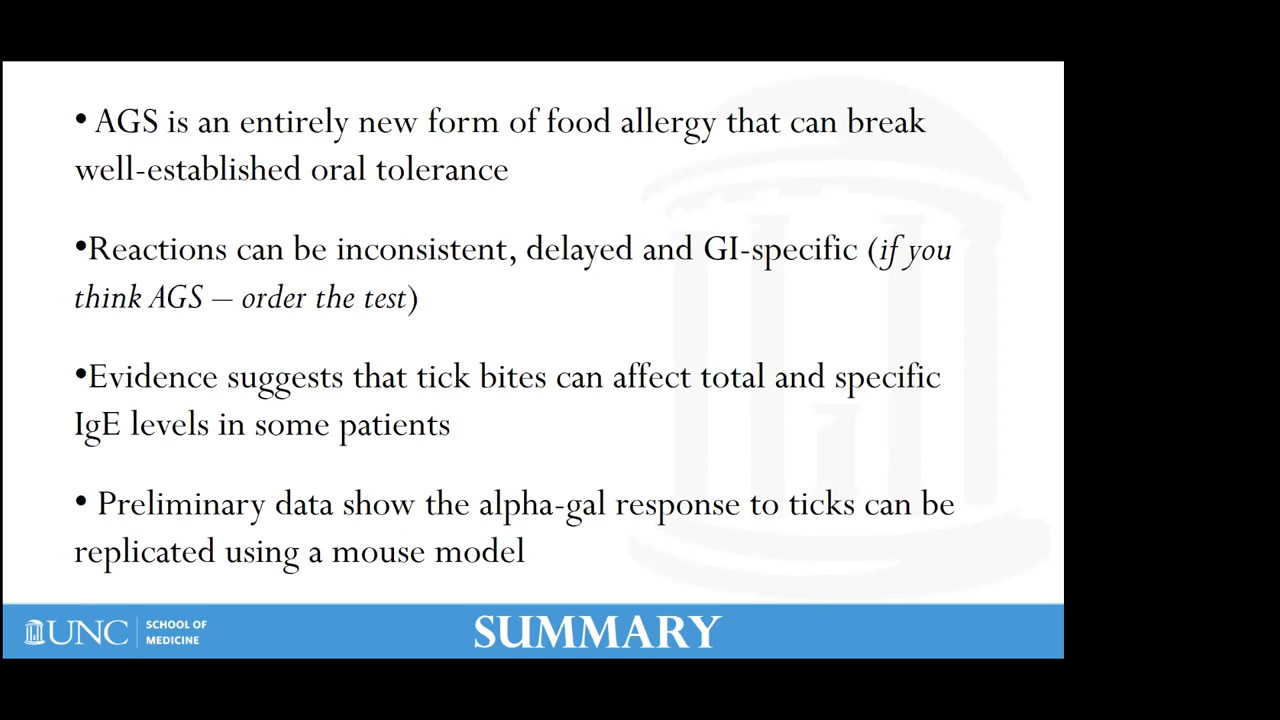 • AGS is an entirely new form of food allergy that can break
well-established oral tolerance
•Reactions can be inconsistent, delayed and GI-specific (if you
think AGS – order the test)
•Evidence suggests that tick bites can affect total and specific
IgE levels in some patients
• Preliminary data show the alpha-gal response to ticks can be
replicated using a mouse model
UNC SCHOOL OF
MEDICINE
SUMMARY